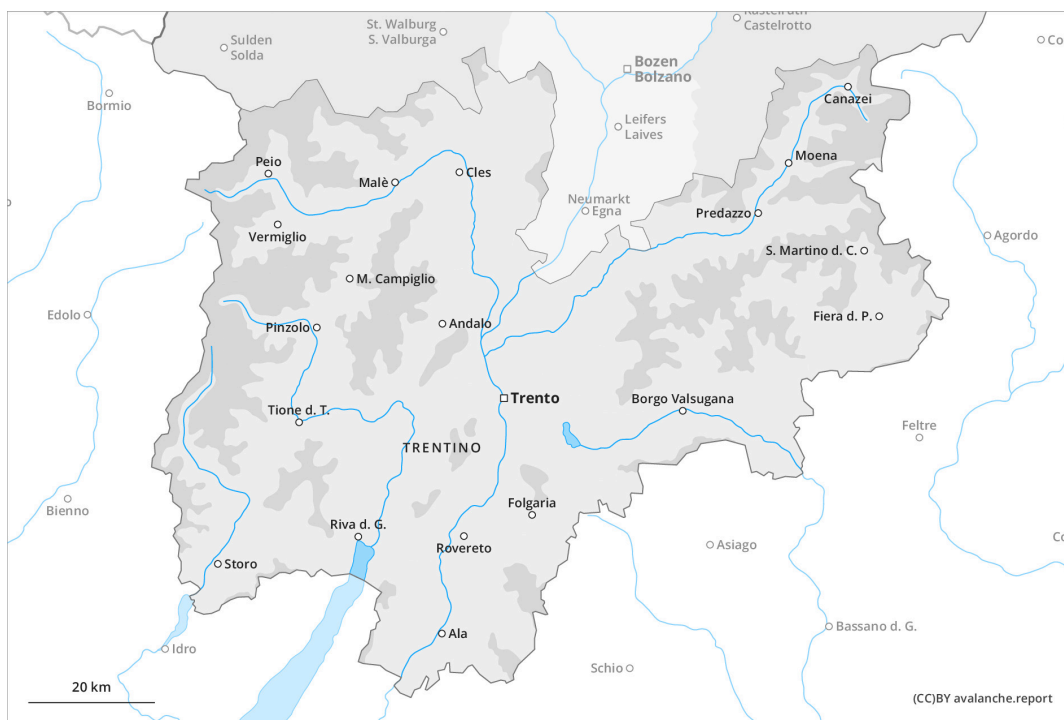 Kastelruth
Castelrotto
St. Walburg
S. Valburga
Sulden
Solda
Bozen
Bolzano
Bormio
Canazei
Leifers
Laives
Moena
Peio
Malè
Cles
Neumarkt
Egna
Predazzo
Vermiglio
Agordo
S. Martino d. C.
M. Campiglio
Edolo
Pinzolo
Andalo
Fiera d. P.
Trento
Borgo Valsugana
Tione d. T.
Feltre
TRENTINO
Bienno
Folgaria
Riva d. G.
Rovereto
Asiago
Storo
Ala
Bassano d. G.
Idro
Schio
20 km
(CC)BY avalanche.report